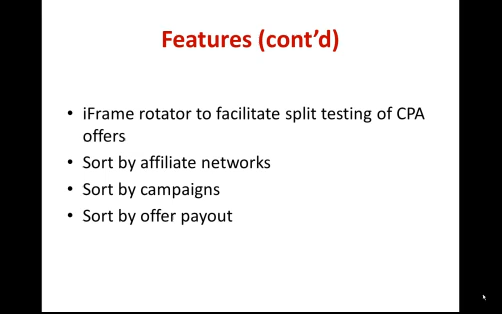 Features (cont’d)
• iFrame rotator to facilitate split testing of CPA
offers
• Sort by affiliate networks
• Sort by campaigns
• Sort by offer payout